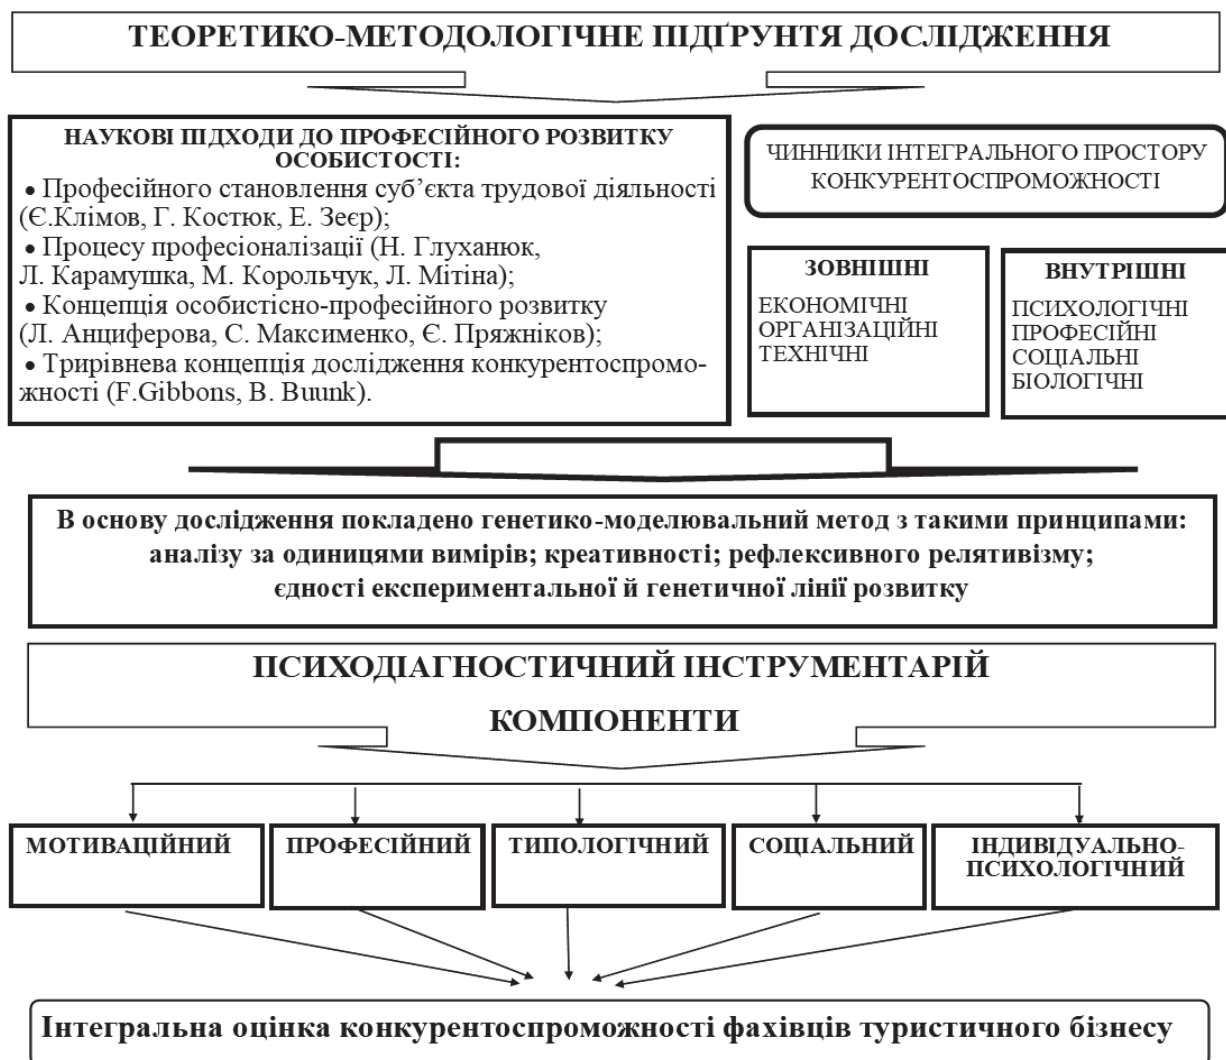 ТЕОРЕТИКО-МЕТОДОЛОГІЧНЕ ПІДҐРУНТЯ ДОСЛІДЖЕННЯ
НАУКОВІ ПІДХОДИ ДО ПРОФЕСІЙНОГО РОЗВИТКУ
ОСОБИСТОСТІ:
• Професійного становлення суб’єкта трудової діяльності
(Є.Клімов, Г. Костюк, Е. Зеєр);
• Процесу професіоналізації (Н. Глуханюк,
Л. Карамушка, М. Корольчук, Л. Мітіна);
• Концепція особистісно-професійного розвитку
(Л. Анциферова, С. Максименко, Є. Пряжніков);
• Трирівнева концепція дослідження конкурентоспромо-
жності (F.Gibbons, B. Buunk).
ЧИННИКИ ІНТЕГРАЛЬНОГО ПРОСТОРУ
КОНКУРЕНТОСПРОМОЖНОСТІ
ЗОВНІШНІ
ЕКОНОМІЧНІ
ОРГАНІЗАЦІЙНІ
ТЕХНІЧНІ
ВНУТРІШНІ
ПСИХОЛОГІЧНІ
ПРОФЕСІЙНІ
СОЦІАЛЬНІ
БІОЛОГІЧНІ
В основу дослідження покладено генетико-моделювальний метод з такими принципами:
аналізу за одиницями вимірів; креативності; рефлексивного релятивізму;
єдності експериментальної й генетичної лінії розвитку
ПСИХОДІАГНОСТИЧНИЙ ІНСТРУМЕНТАРІЙ
КОМПОНЕНТИ
МОТИВАЦІЙНИЙ
ПРОФЕСІЙНИЙ
ТИПОЛОГІЧНИЙ
СОЦІАЛЬНИЙ
ІНДИВІДУАЛЬНО-
ПСИХОЛОГІЧНИЙ
Інтегральна оцінка конкурентоспроможності фахівців туристичного бізнесу